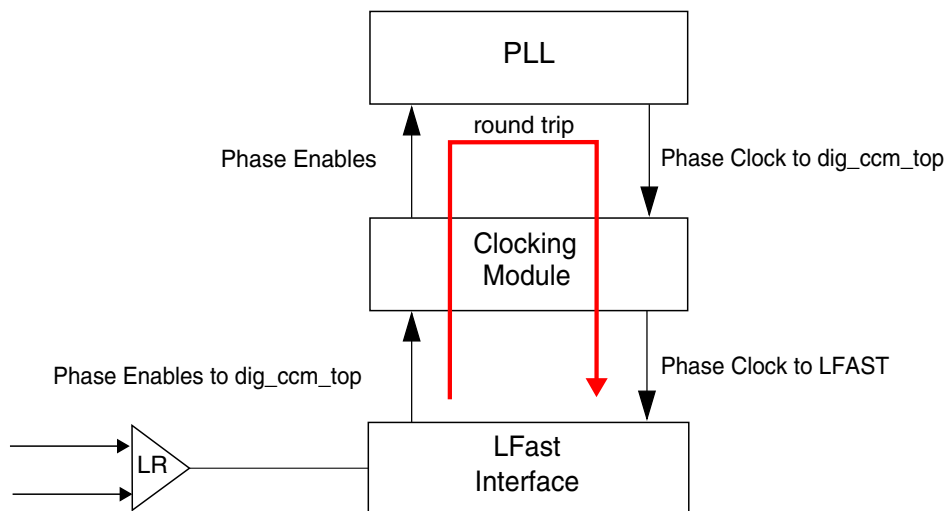 PLL
round trip
Phase Enables
Phase Clock to dig_ccm_top
Clocking
Module
Phase Enables to dig_ccm_top
Phase Clock to LFAST
LR
LFast
Interface